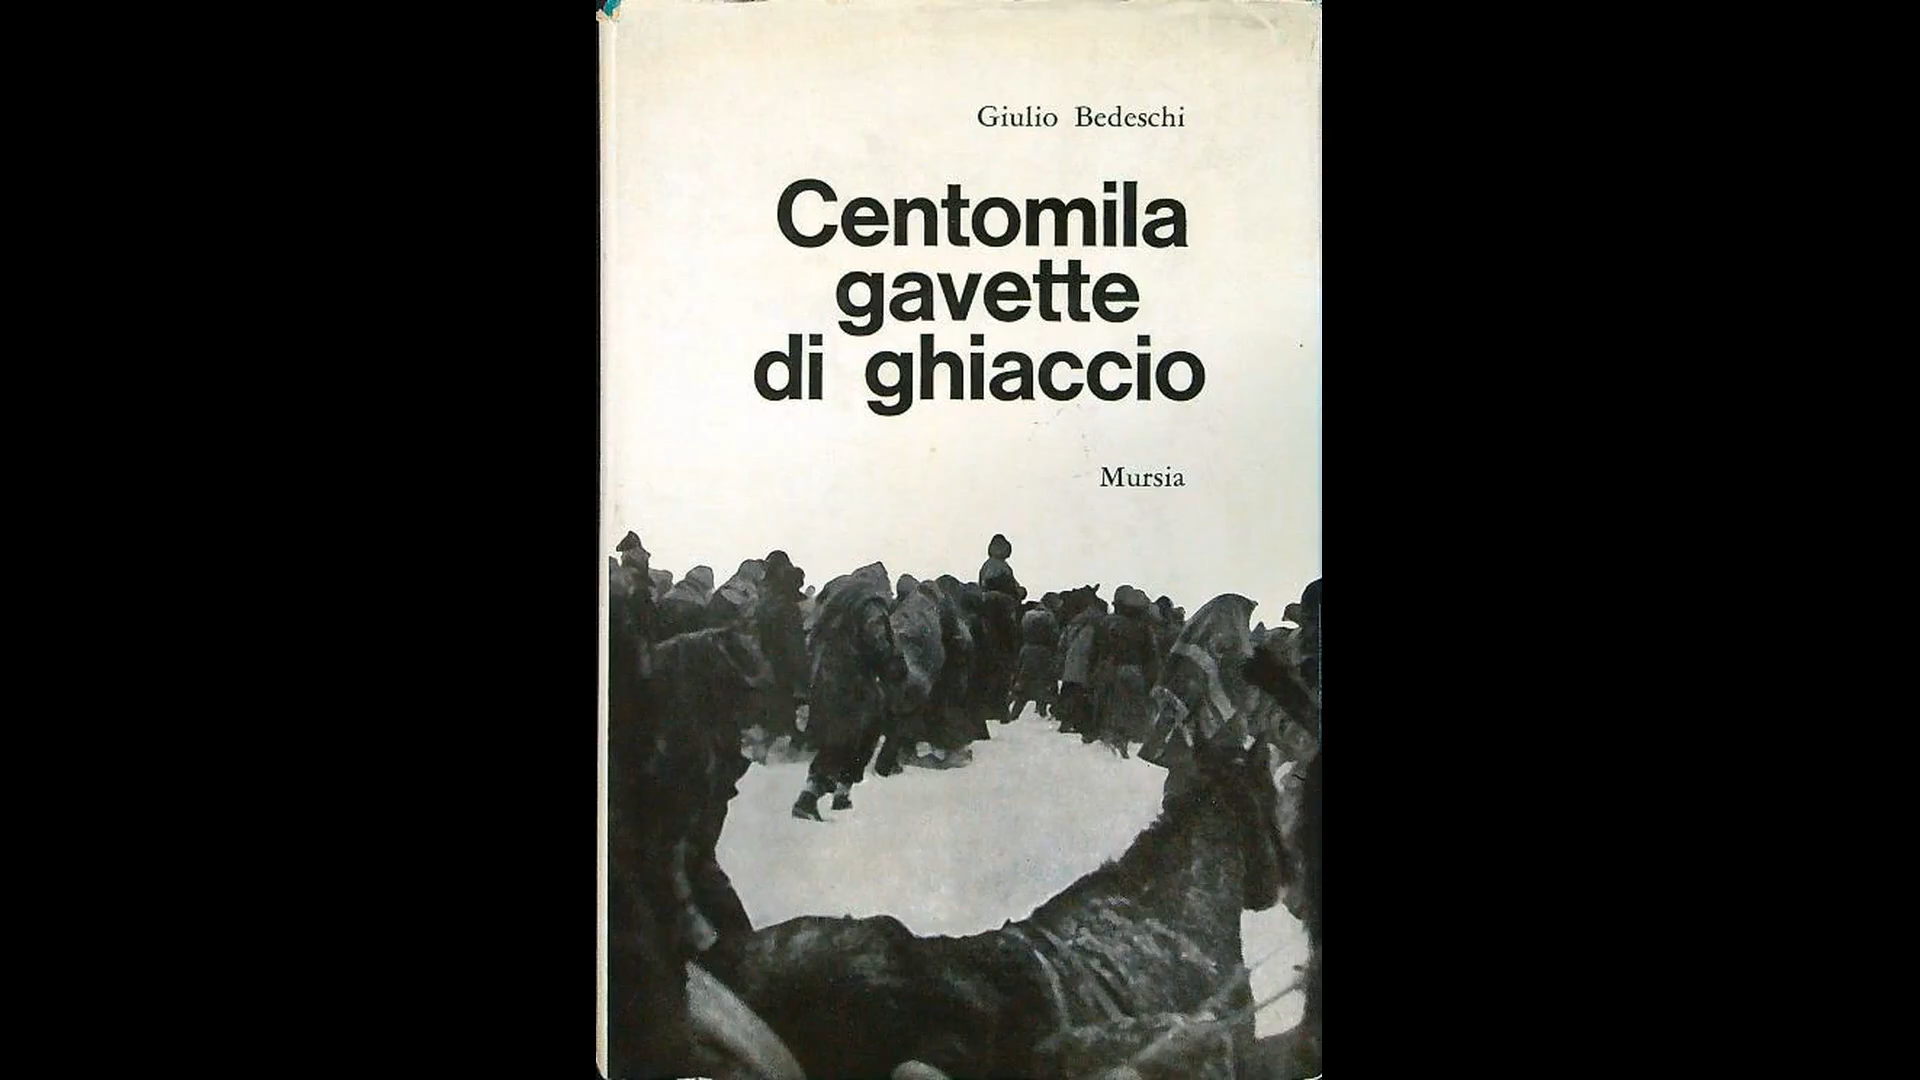 Giulio Bedeschi
Centomila
gavette
di ghiaccio
Mursia